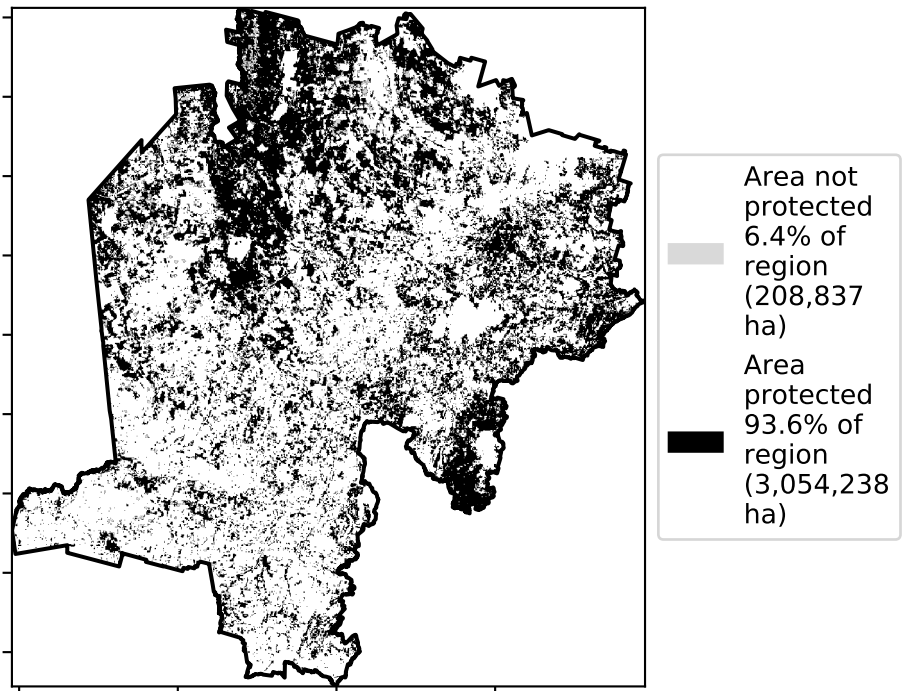 Area not
protected
6.4% of
region
(208,837
ha)
Area
protected
93.6% of
region
(3,054,238
ha)